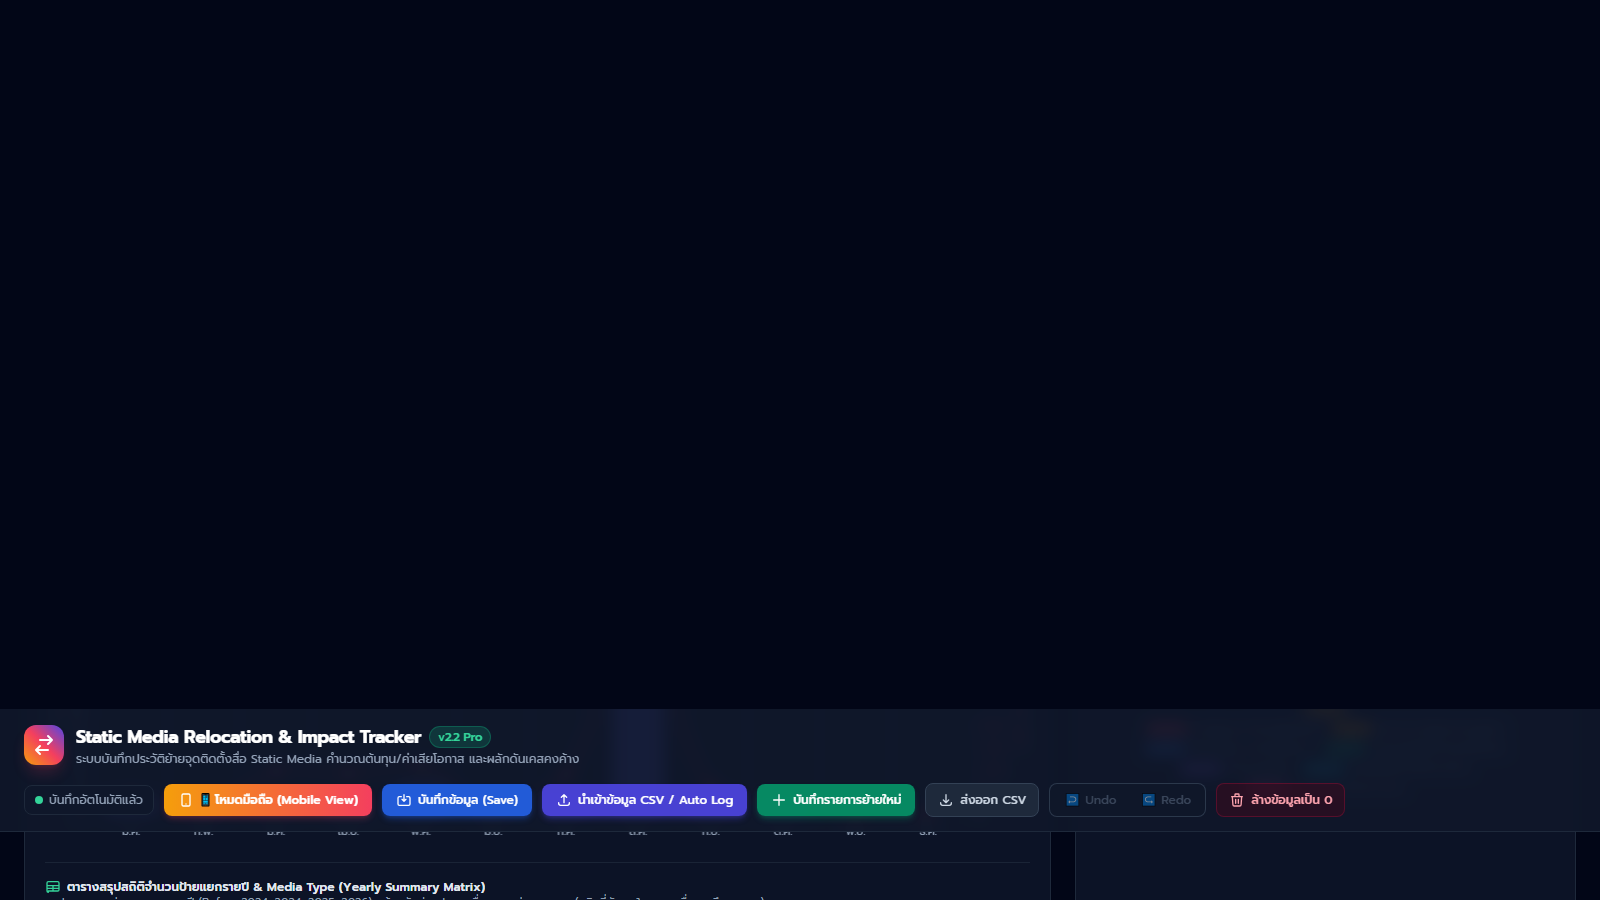 Static Media Relocation & Impact Tracker v2.2 Pro
ระบบบันทึกประวัติย้ายจุดติดตั้งสื่อ Static Media คำนวณต้นทุน/ค่าเสียโอกาส และผลักดันเคสคงค้าง
บันทึกอัตโนมัติแล้ว โหมดมือถือ (Mobile View) บันทึกข้อมูล (Save) นำเข้าข้อมูล CSV / Auto Log บันทึกรายการย้ายใหม่ ส่งออก CSV Undo Redo ล้างข้อมูลเป็น 0
ตารางสรุปสถิติจำนวนป้ายแยกรายปี & Media Type (Yearly Summary Matrix)